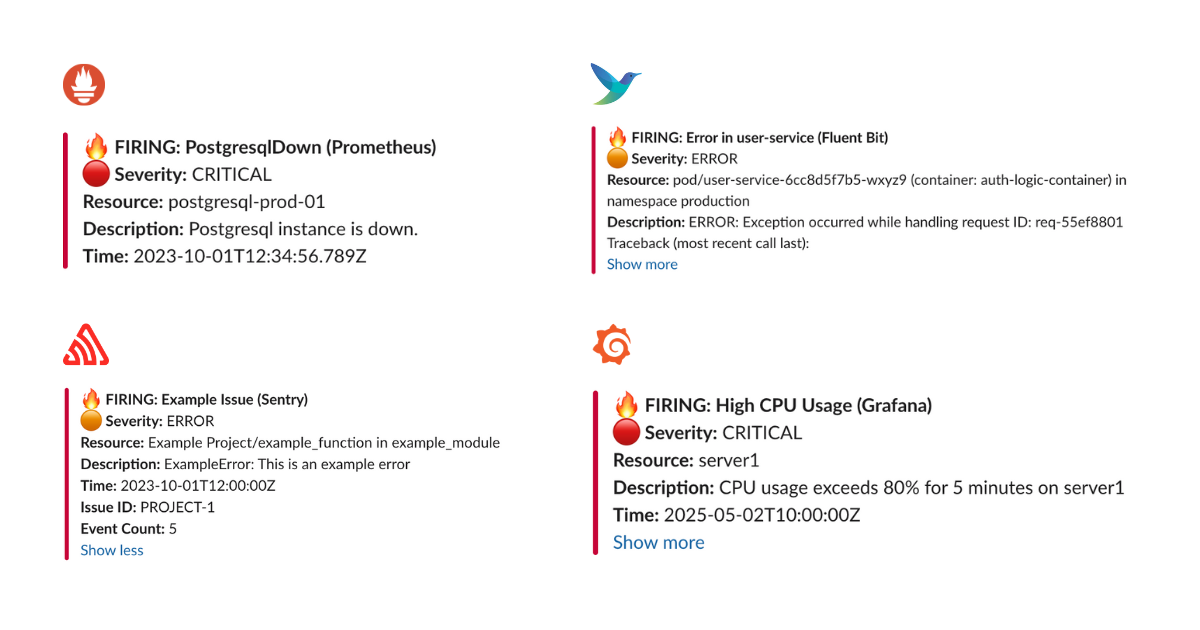 FIRING: PostgresqlDown (Prometheus)
Severity: CRITICAL
Resource: postgresql-prod-01
Description: Postgresql instance is down.
Time: 2023-10-01T12:34:56.789Z
FIRING: Error in user-service (Fluent Bit)
Severity: ERROR
Resource: pod/user-service-6cc8d5f7b5-wxyz9 (container: auth-logic-container) in
namespace production
Description: ERROR: Exception occurred while handling request ID: req-55ef8801
Traceback (most recent call last):
Show more
FIRING: Example Issue (Sentry)
Severity: ERROR
Resource: Example Project/example_function in example_module
Description: ExampleError: This is an example error
Time: 2023-10-01T12:00:00Z
Issue ID: PROJECT-1
Event Count: 5
Show less
FIRING: High CPU Usage (Grafana)
Severity: CRITICAL
Resource: server1
Description: CPU usage exceeds 80% for 5 minutes on server1
Time: 2025-05-02T10:00:00Z
Show more